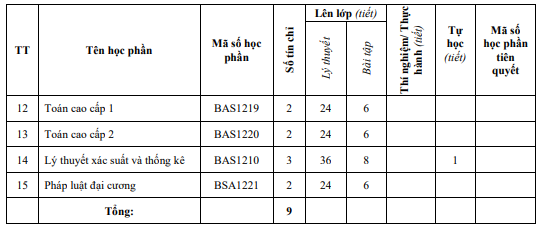 TT Tên học phần Mã số học phần Số tín chỉ Lên lớp (tiết) Lý thuyết Bài tập Thí nghiệm/ Thực hành (tiết) Tự học (tiết) Mã số học phần tiên quyết
12 Toán cao cấp 1 BAS1219 2 24 6
13 Toán cao cấp 2 BAS1220 2 24 6
14 Lý thuyết xác suất và thống kê BAS1210 3 36 8 1
15 Pháp luật đại cương BSA1221 2 24 6
Tổng: 9